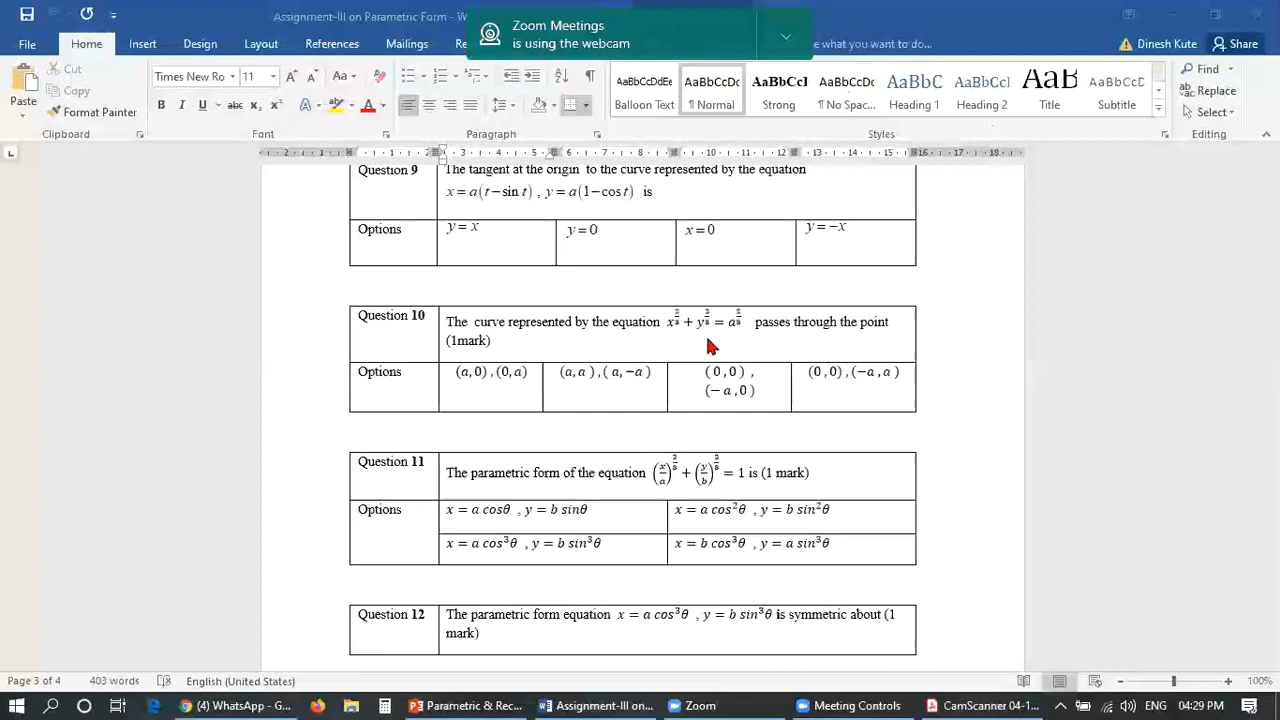 Assignment-III on Parametric Form -
Zoom Meetings
is using the webcam
File Home Insert Design Layout References Mailings what you want to do... Dinesh Kute Share
Cut
Copy
Format Painter
Paste
Times New Ro 11
AaBbCcDdEe AaBbCcDc AaBbCcl AaBbCcDc AaBbC AaBbCc AaB AaBbCcD
Balloon Text ¶ Normal Strong ¶ No Spac... Heading 1 Heading 2 Title Subtitle
Find
Replace
Select
Clipboard Font Paragraph Styles Editing
Question 9 The tangent at the origin to the curve represented by the equation
x = a(t − sin t) , y = a(1 − cos t) is
Options y = x y = 0 x = 0 y = −x
Question 10 The curve represented by the equation x^{2/3} + y^{2/3} = a^{2/3} passes through the point
(1mark)
Options (a, 0) , (0, a) (a, a ) , ( a, −a ) ( 0 , 0 ) , (0 , 0) , (−a , a )
(− a , 0 )
Question 11 The parametric form of the equation (x/a)^{2/3} + (y/b)^{2/3} = 1 is (1 mark)
Options x = a cosθ , y = b sinθ x = a cos²θ , y = b sin²θ
x = a cos³θ , y = b sin³θ x = b cos³θ , y = a sin³θ
Question 12 The parametric form equation x = a cos³θ , y = b sin³θ is symmetric about (1
mark)
Page 3 of 4 403 words English (United States) 100%
(4) WhatsApp - G... Parametric & Rec... Assignment-III on... Zoom Meeting Controls CamScanner 04-1... ENG 04:29 PM